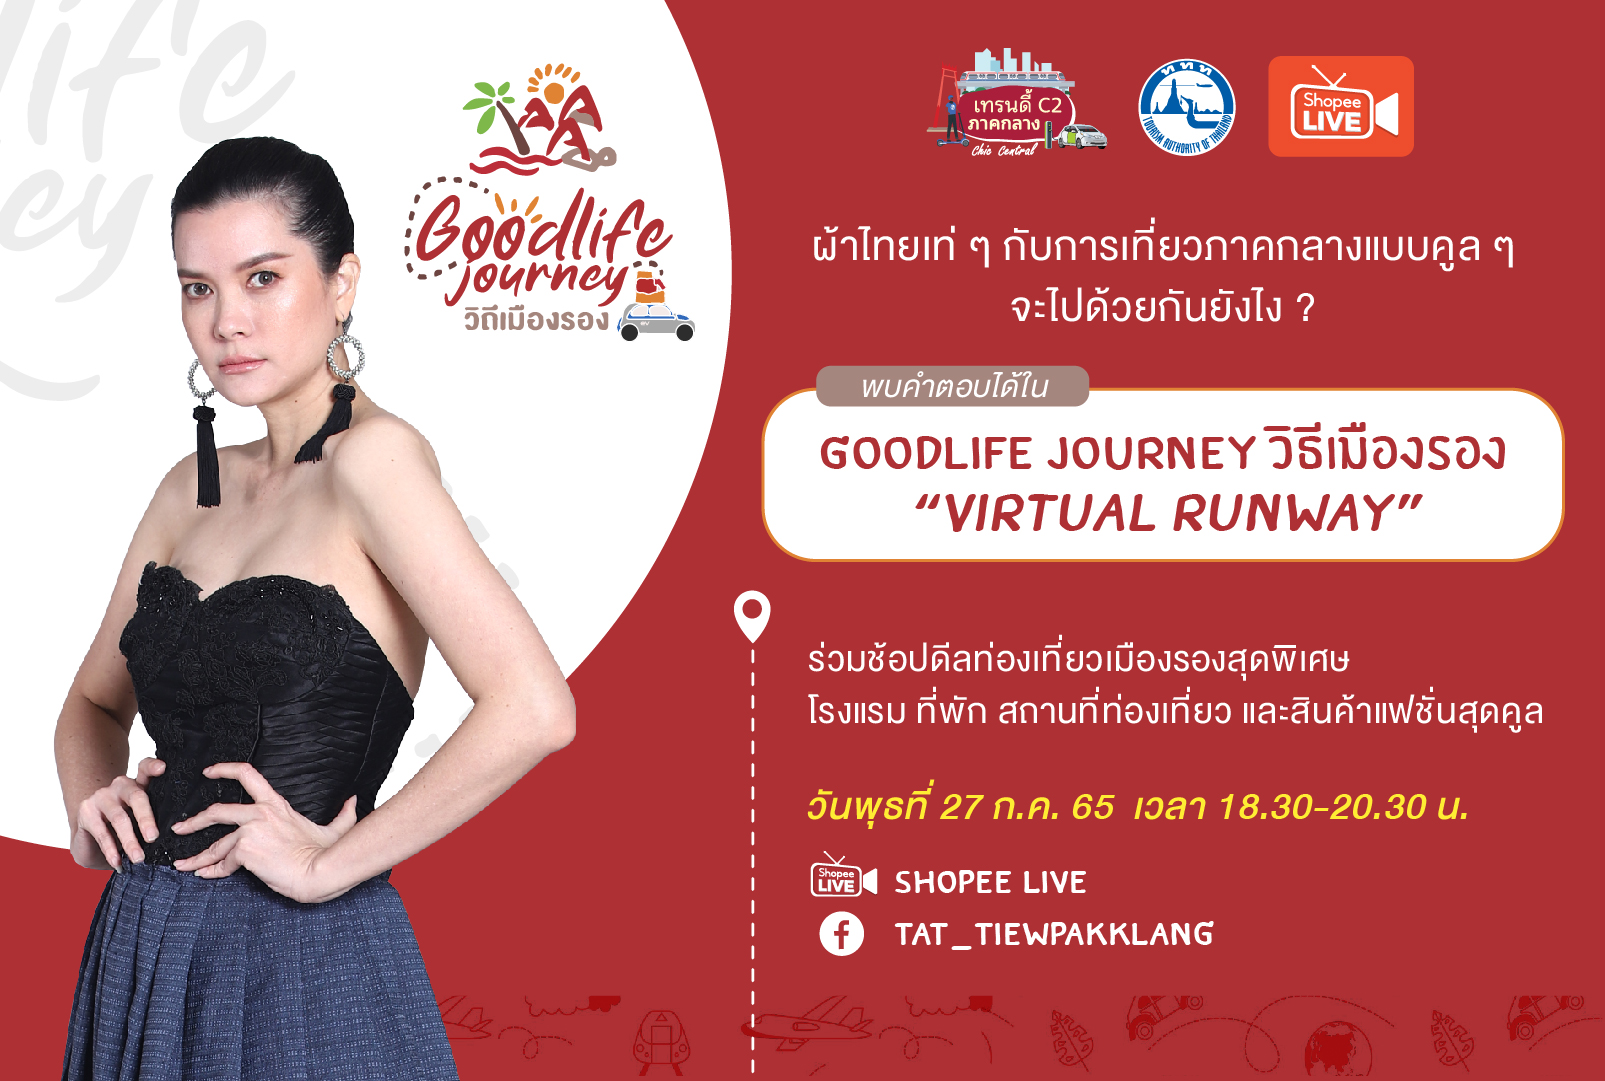 Goodlife
journey
วิถีเมืองรอง
เทรนดี้ C2
ภาคกลาง
Chic Central
ททท
TOURISM AUTHORITY OF THAILAND
Shopee
LIVE
ผ้าไทยเท่ ๆ กับการเที่ยวภาคกลางแบบคูล ๆ
จะไปด้วยกันยังไง ?
พบคำตอบได้ใน
GOODLIFE JOURNEY วิธีเมืองรอง
“VIRTUAL RUNWAY”
ร่วมช้อปดีลท่องเที่ยวเมืองรองสุดพิเศษ
โรงแรม ที่พัก สถานที่ท่องเที่ยว และสินค้าแฟชั่นสุดคูล
วันพุธที่ 27 ก.ค. 65 เวลา 18.30-20.30 น.
Shopee
LIVE
SHOPEE LIVE
TAT_TIEWPAKKLANG